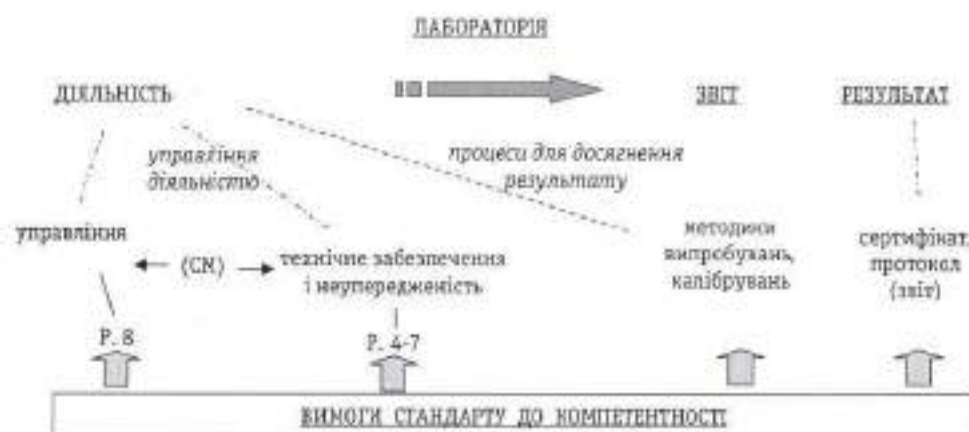 ЛАБОРАТОРІЯ
ДІЯЛЬНІСТЬ
ЗВІТ
РЕЗУЛЬТАТ
управління
діяльністю
процеси для досягнення
результату
управління
(СМ)
технічне забезпечення
і неупередженість
методики
випробувань,
калібрувань
сертифікат,
протокол
(звіт)
Р. 8
Р. 4-7
ВИМОГИ СТАНДАРТУ ДО КОМПЕТЕНТНОСТІ